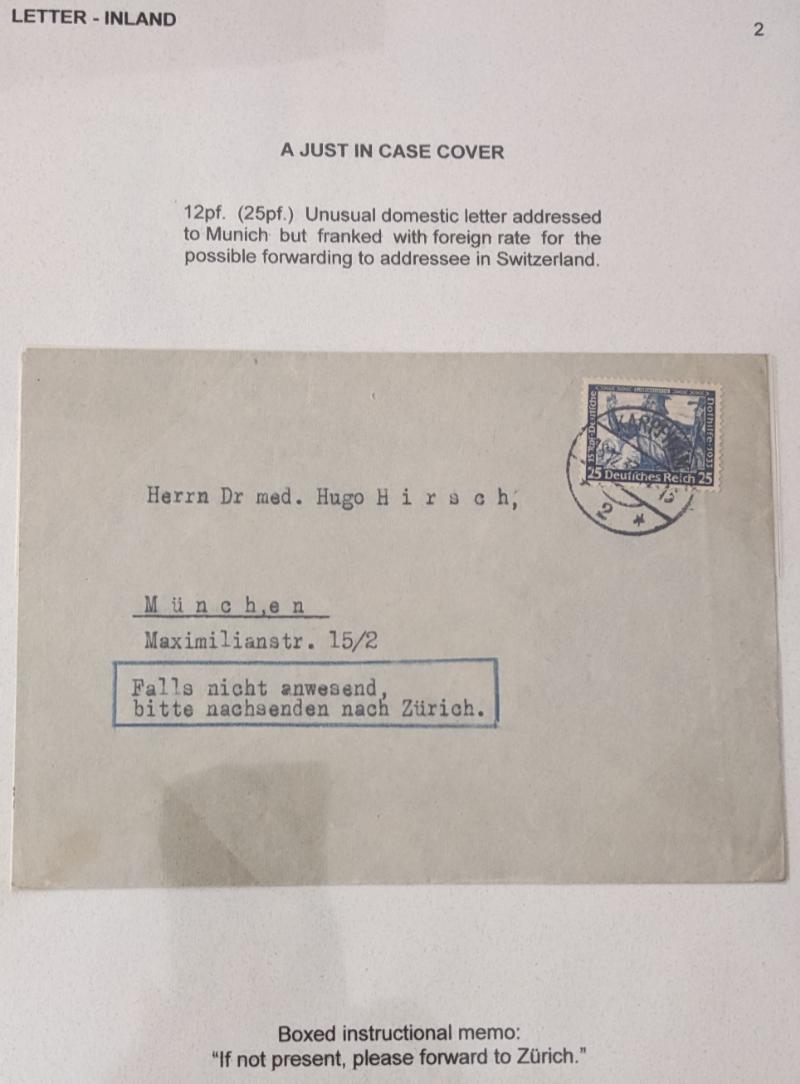 LETTER - INLAND
2
A JUST IN CASE COVER
12pf. (25pf.) Unusual domestic letter addressed
to Munich but franked with foreign rate for the
possible forwarding to addressee in Switzerland.
25 Deutsches Reich 25
2
Herrn Dr med. Hugo H i r s c h,
M ü n c h e n
Maximilianstr. 15/2
Falls nicht anwesend,
bitte nachsenden nach Zürich.
Boxed instructional memo:
“If not present, please forward to Zürich.”